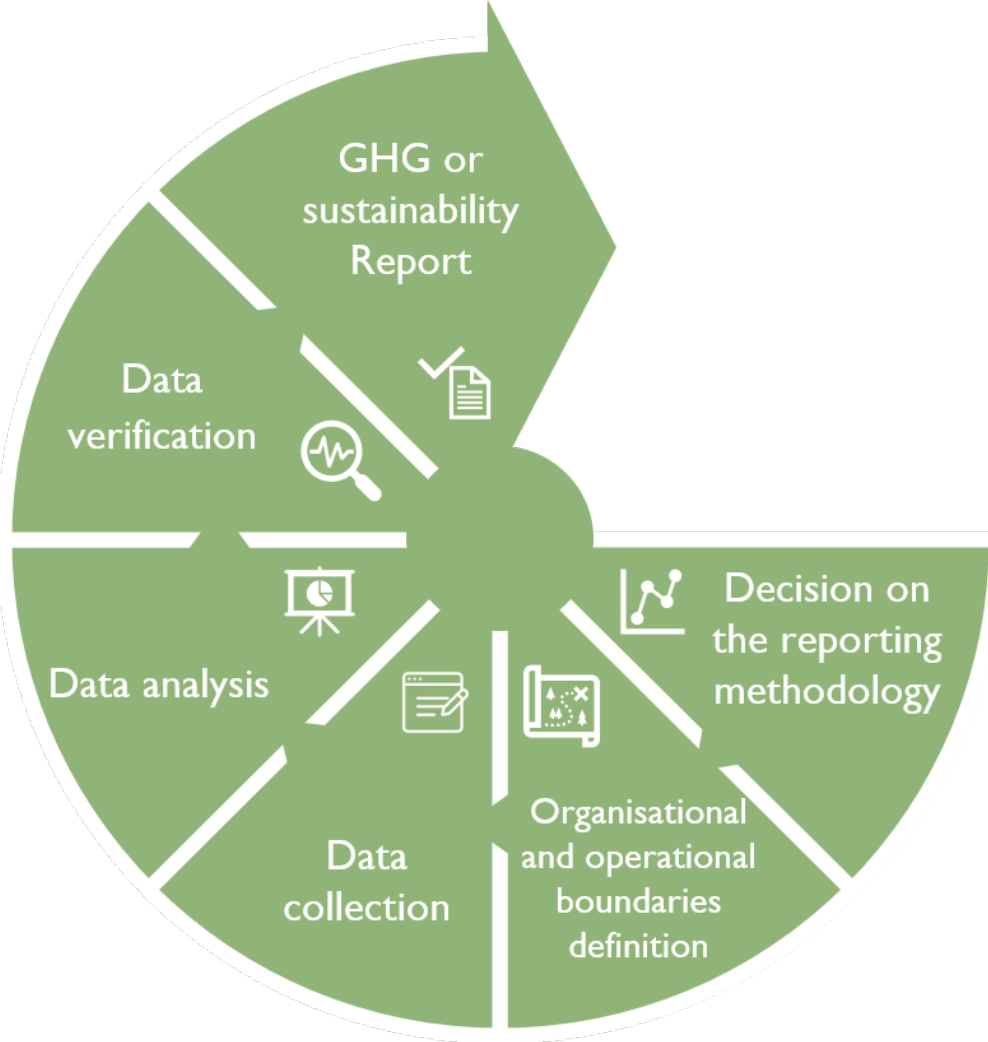 GHG or
sustainability
Report
Data
verification
Data analysis
Data
collection
Organisational
and operational
boundaries
definition
Decision on
the reporting
methodology